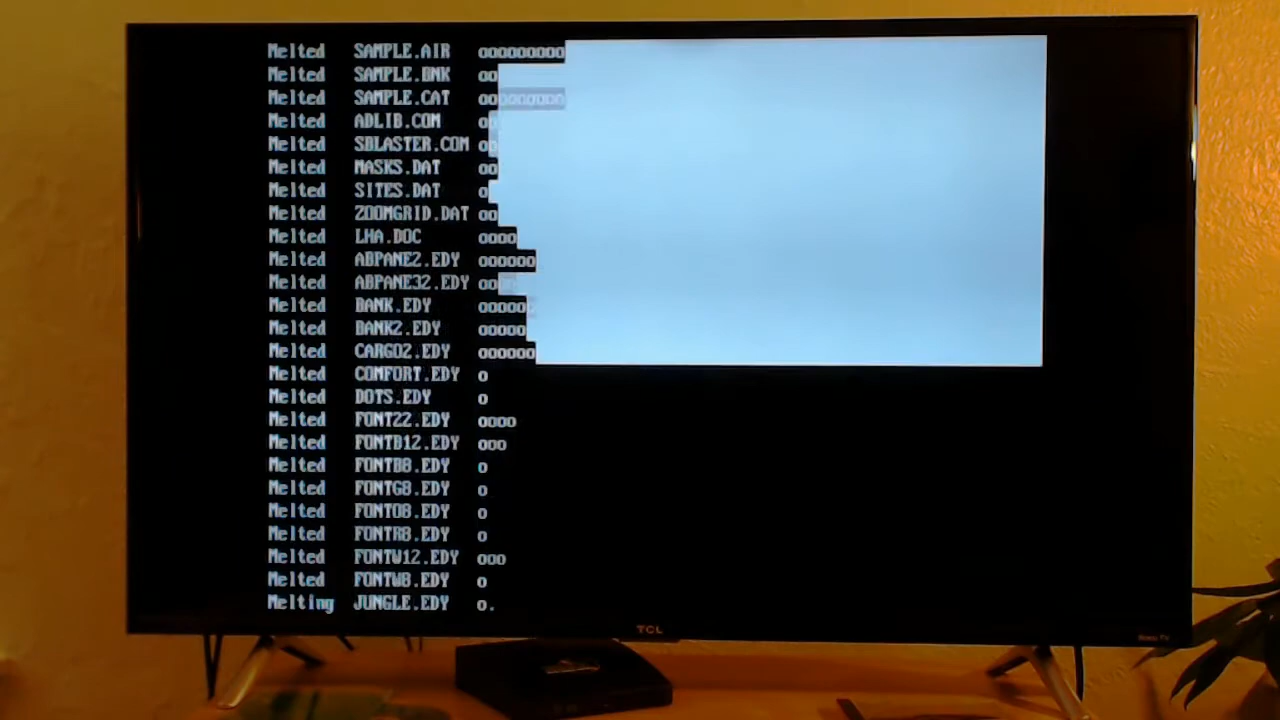 Melted SAMPLE.AIR ooooooooo
Melted SAMPLE.BNK oo
Melted SAMPLE.CAT ooooooooo
Melted ADLIB.COM o
Melted SBLASTER.COM oo
Melted MASKS.DAT oo
Melted SITES.DAT o
Melted ZOOMGRID.DAT oo
Melted LHA.DOC oooo
Melted ABPANE2.EDY oooooo
Melted ABPANE32.EDY oo
Melted BANK.EDY oooooo
Melted BANK2.EDY ooooo
Melted CARGO2.EDY oooooo
Melted COMFORT.EDY o
Melted DOTS.EDY o
Melted FONT22.EDY oooo
Melted FONTB12.EDY ooo
Melted FONTB8.EDY o
Melted FONTG8.EDY o
Melted FONTO8.EDY o
Melted FONTR8.EDY o
Melted FONTW12.EDY ooo
Melted FONTW8.EDY o
Melting JUNGLE.EDY o.
TCL
Roku TV